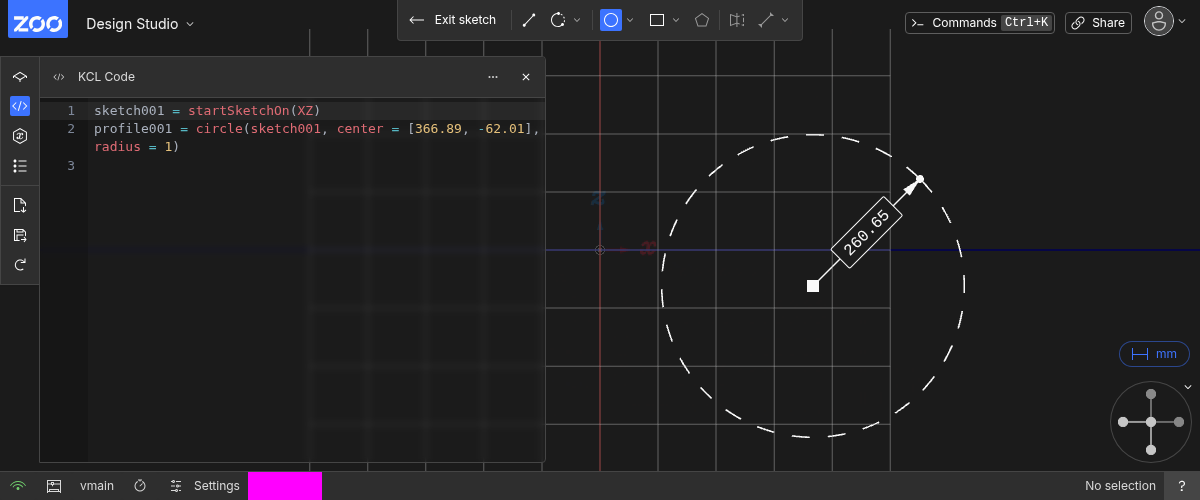 ZOO
Design Studio
Exit sketch
Commands Ctrl+K
Share
KCL Code
1 sketch001 = startSketchOn(XZ)
2 profile001 = circle(sketch001, center = [366.89, -62.01],
radius = 1)
3
z
x
260.65
mm
vmain
Settings
No selection
?